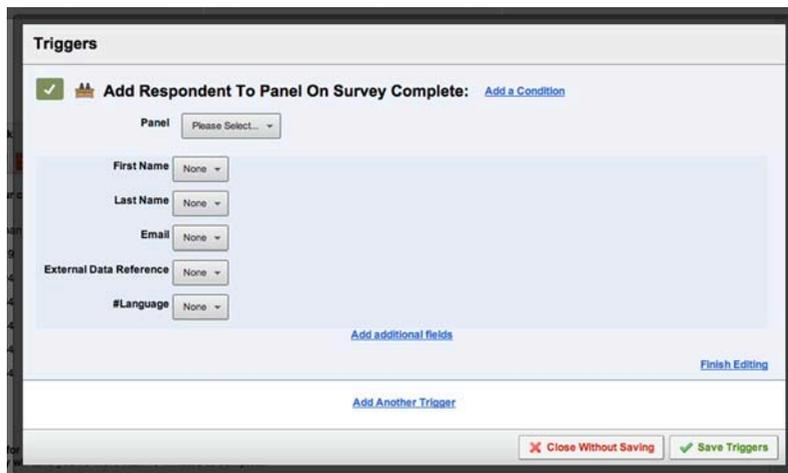 Triggers
Add Respondent To Panel On Survey Complete: Add a Condition
Panel Please Select...
First Name None
Last Name None
Email None
External Data Reference None
#Language None
Add additional fields
Finish Editing
Add Another Trigger
Close Without Saving Save Triggers